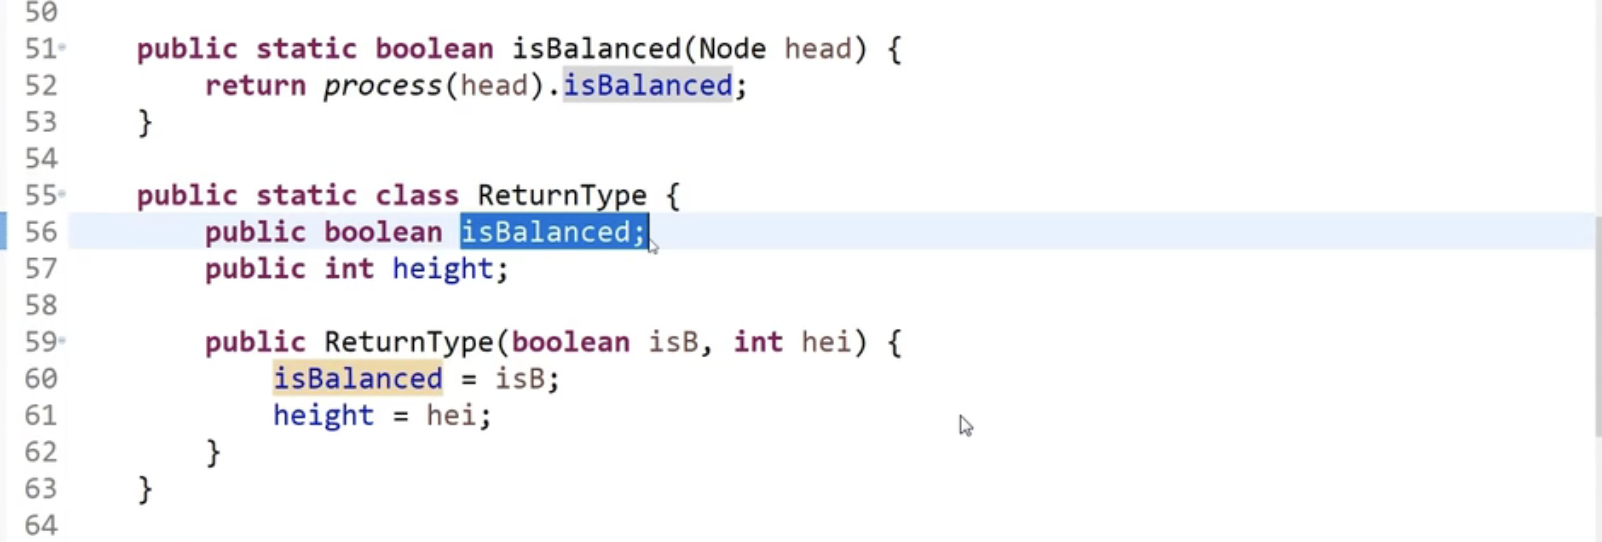 50
51 public static boolean isBalanced(Node head) {
52 return process(head).isBalanced;
53 }
54
55 public static class ReturnType {
56 public boolean isBalanced;
57 public int height;
58
59 public ReturnType(boolean isB, int hei) {
60 isBalanced = isB;
61 height = hei;
62 }
63 }
64